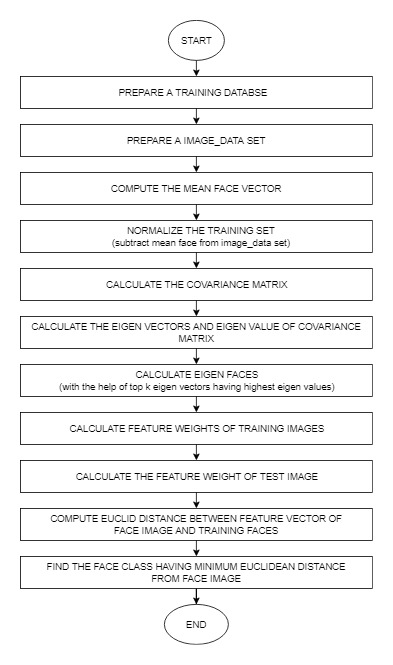 START
PREPARE A TRAINING DATABSE
PREPARE A IMAGE_DATA SET
COMPUTE THE MEAN FACE VECTOR
NORMALIZE THE TRAINING SET
(subtract mean face from image_data set)
CALCULATE THE COVARIANCE MATRIX
CALCULATE THE EIGEN VECTORS AND EIGEN VALUE OF COVARIANCE
MATRIX
CALCULATE EIGEN FACES
(with the help of top k eigen vectors having highest eigen values)
CALCULATE FEATURE WEIGHTS OF TRAINING IMAGES
CALCULATE THE FEATURE WEIGHT OF TEST IMAGE
COMPUTE EUCLID DISTANCE BETWEEN FEATURE VECTOR OF
FACE IMAGE AND TRAINING FACES
FIND THE FACE CLASS HAVING MINIMUM EUCLIDEAN DISTANCE
FROM FACE IMAGE
END